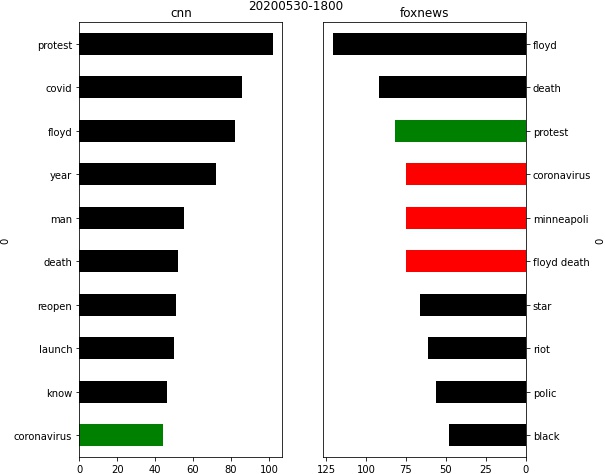 20200530-1800
cnn
foxnews
protest
covid
floyd
year
man
death
reopen
launch
know
coronavirus
0 20 40 60 80 100
0
floyd
death
protest
coronavirus
minneapoli
floyd death
star
riot
polic
black
125 100 75 50 25 0
0